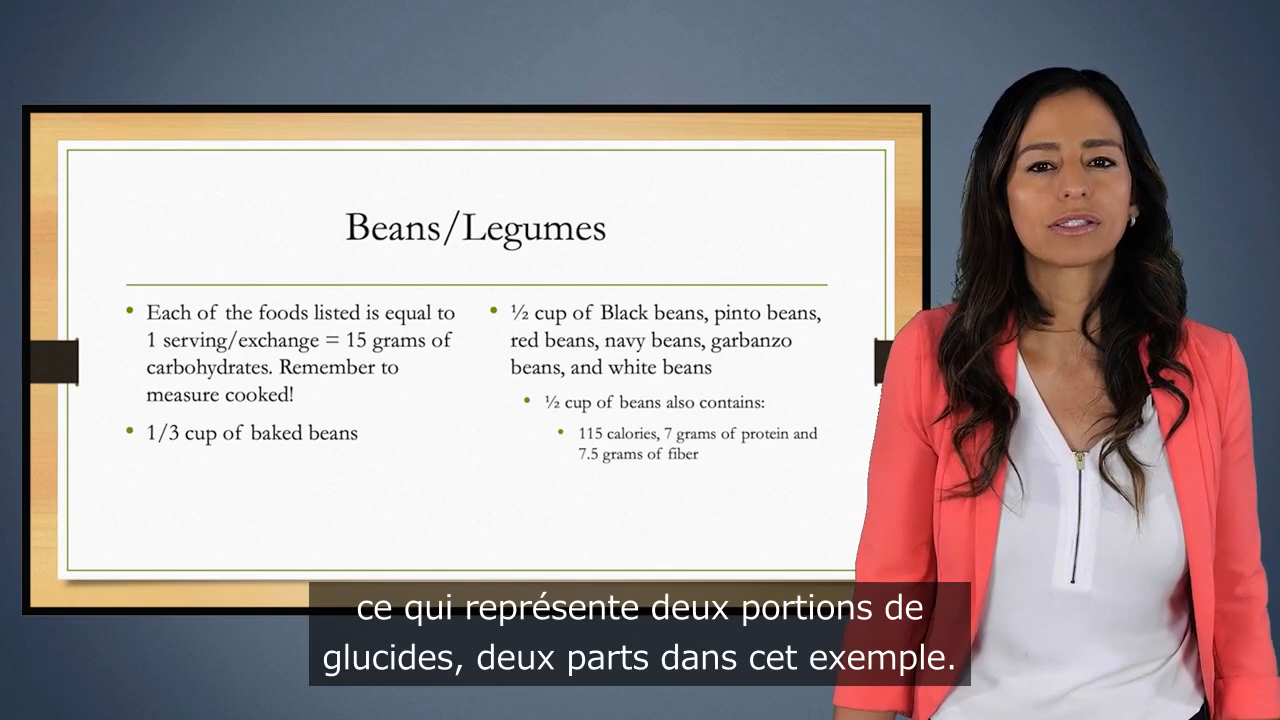 Beans/Legumes
• Each of the foods listed is equal to
1 serving/exchange = 15 grams of
carbohydrates. Remember to
measure cooked!
• 1/3 cup of baked beans
• ½ cup of Black beans, pinto beans,
red beans, navy beans, garbanzo
beans, and white beans
• ½ cup of beans also contains:
• 115 calories, 7 grams of protein and
7.5 grams of fiber
ce qui représente deux portions de
glucides, deux parts dans cet exemple.